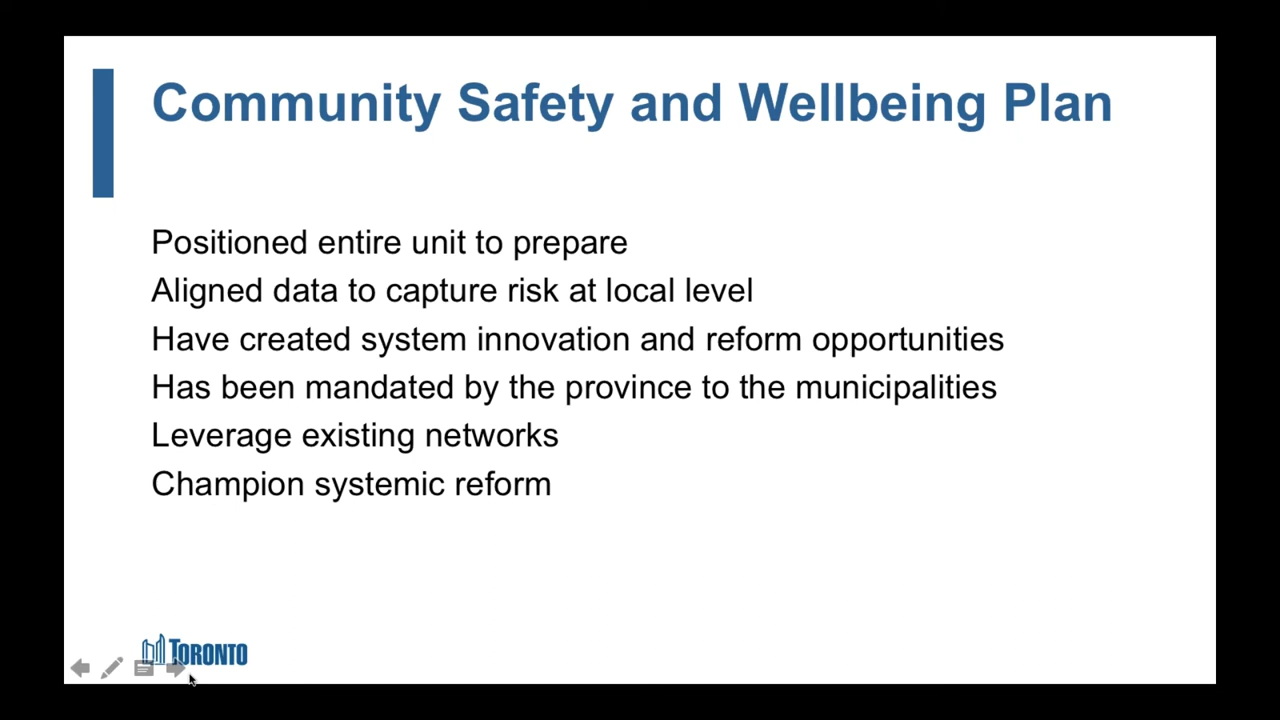 Community Safety and Wellbeing Plan
Positioned entire unit to prepare
Aligned data to capture risk at local level
Have created system innovation and reform opportunities
Has been mandated by the province to the municipalities
Leverage existing networks
Champion systemic reform
TORONTO